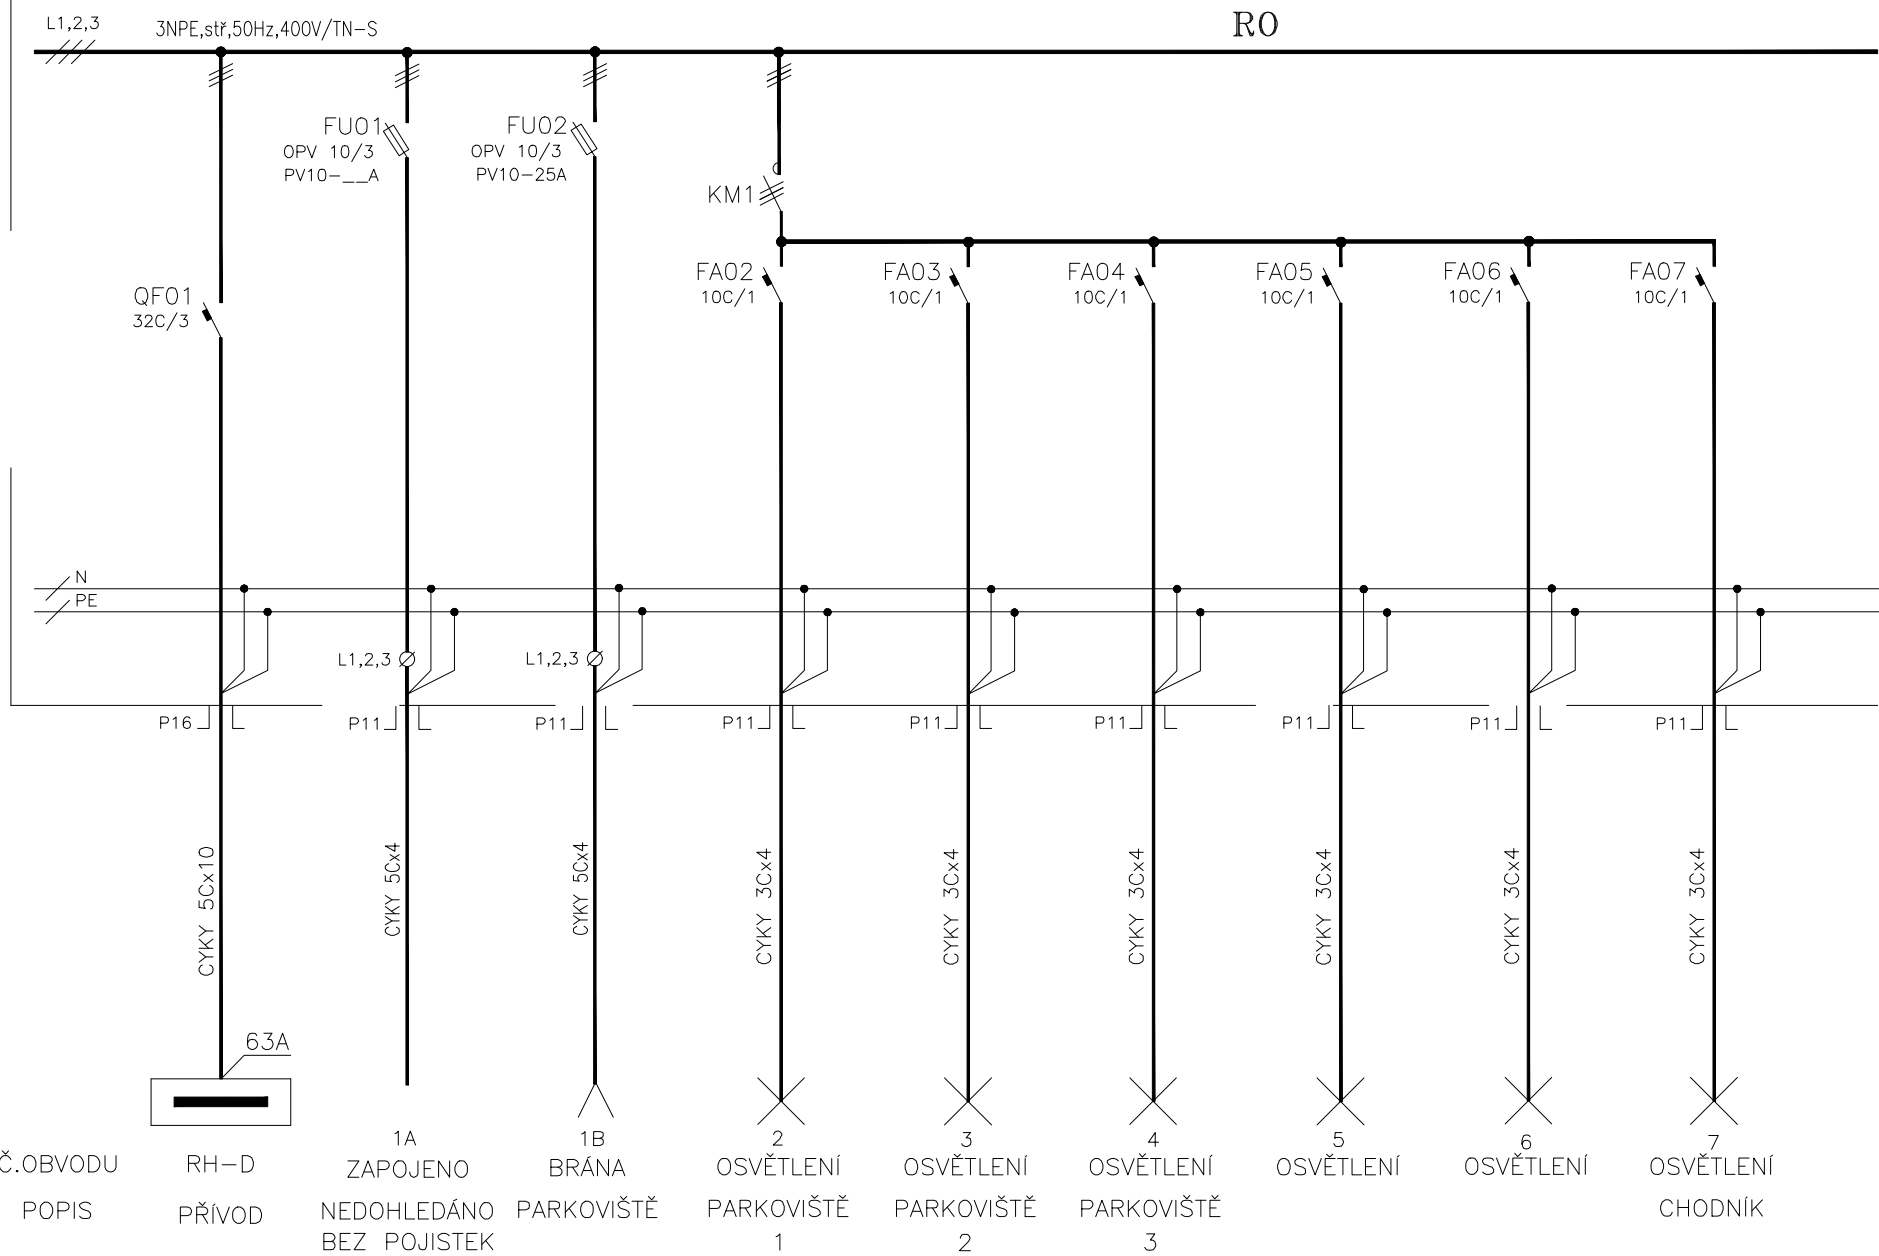 L1,2,3
3NPE,stř,50Hz,400V/TN-S
RO
FU01
OPV 10/3
PV10-__A
FU02
OPV 10/3
PV10-25A
KM1
QF01
32C/3
FA02
10C/1
FA03
10C/1
FA04
10C/1
FA05
10C/1
FA06
10C/1
FA07
10C/1
N
PE
L1,2,3
L1,2,3
P16
P11
P11
P11
P11
P11
P11
P11
P11
CYKY 5Cx10
CYKY 5Cx4
CYKY 5Cx4
CYKY 3Cx4
CYKY 3Cx4
CYKY 3Cx4
CYKY 3Cx4
CYKY 3Cx4
CYKY 3Cx4
63A
Č.OBVODU
POPIS
RH-D
PŘÍVOD
1A
ZAPOJENO
NEDOHLEDÁNO
BEZ POJISTEK
1B
BRÁNA
PARKOVIŠTĚ
2
OSVĚTLENÍ
PARKOVIŠTĚ
1
3
OSVĚTLENÍ
PARKOVIŠTĚ
2
4
OSVĚTLENÍ
PARKOVIŠTĚ
3
5
OSVĚTLENÍ
6
OSVĚTLENÍ
7
OSVĚTLENÍ
CHODNÍK